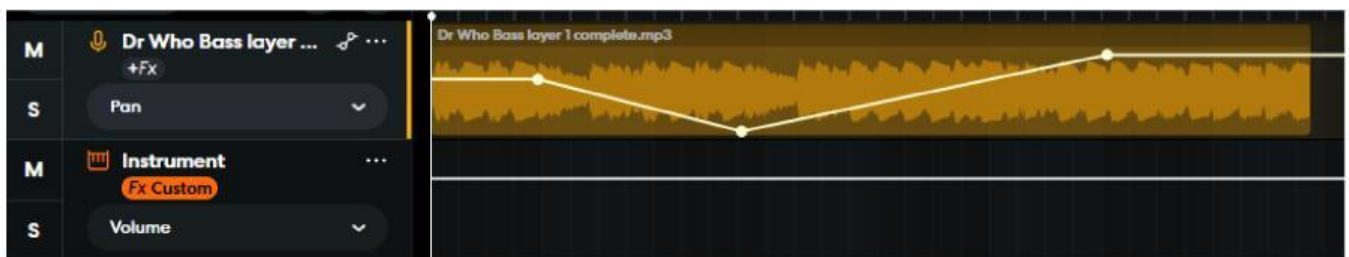 M
Dr Who Bass layer ... ...
+Fx
S
Pan
Dr Who Bass layer 1 complete.mp3
M
Instrument ...
Fx Custom
S
Volume